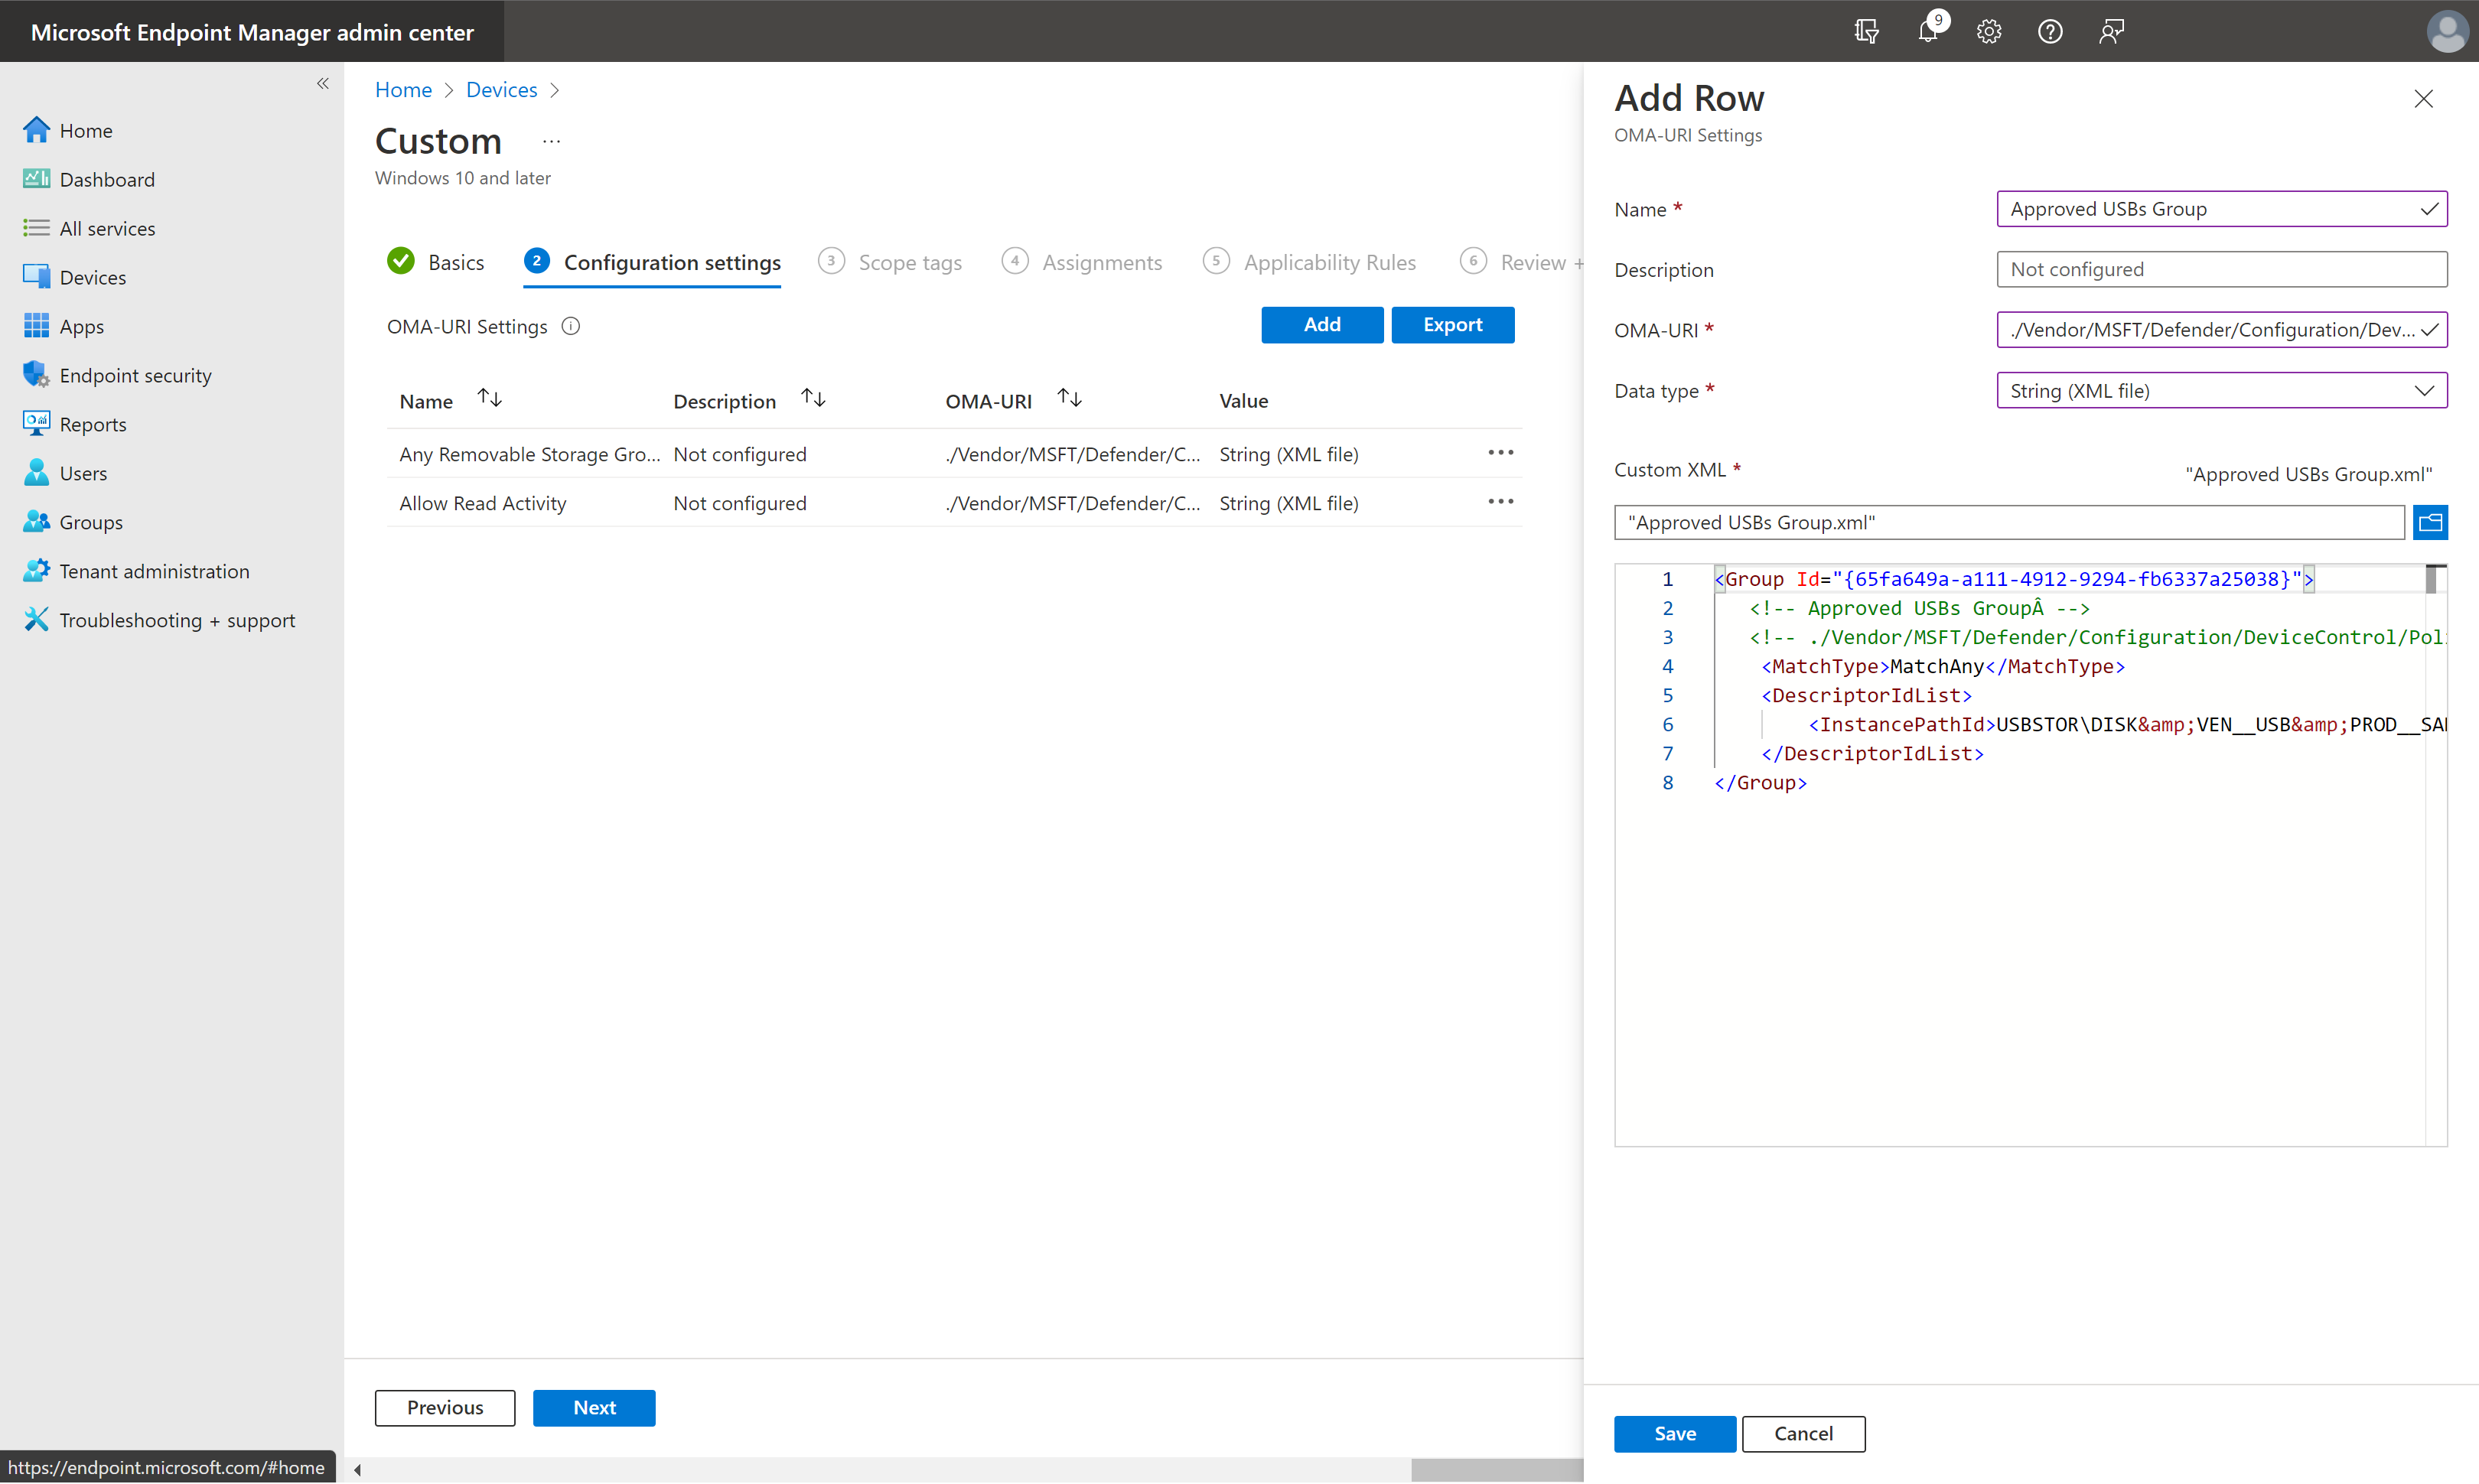 Microsoft Endpoint Manager admin center
9
Home
Dashboard
All services
Devices
Apps
Endpoint security
Reports
Users
Groups
Tenant administration
Troubleshooting + support
https://endpoint.microsoft.com/#home
Home > Devices >
Custom ...
Windows 10 and later
Basics
2 Configuration settings
3 Scope tags
4 Assignments
5 Applicability Rules
6 Review +
OMA-URI Settings
Add
Export
Name Description OMA-URI Value
Any Removable Storage Gro... Not configured ./Vendor/MSFT/Defender/C... String (XML file) •••
Allow Read Activity Not configured ./Vendor/MSFT/Defender/C... String (XML file) •••
Previous
Next
Add Row
OMA-URI Settings
Name * Approved USBs Group
Description Not configured
OMA-URI * ./Vendor/MSFT/Defender/Configuration/Dev...
Data type * String (XML file)
Custom XML * "Approved USBs Group.xml"
"Approved USBs Group.xml"
1 <Group Id="{65fa649a-a111-4912-9294-fb6337a25038}">
2 <!-- Approved USBs GroupÂ -->
3 <!-- ./Vendor/MSFT/Defender/Configuration/DeviceControl/Poli
4 <MatchType>MatchAny</MatchType>
5 <DescriptorIdList>
6 <InstancePathId>USBSTOR\DISK&amp;VEN__USB&amp;PROD__SAN
7 </DescriptorIdList>
8 </Group>
Save
Cancel